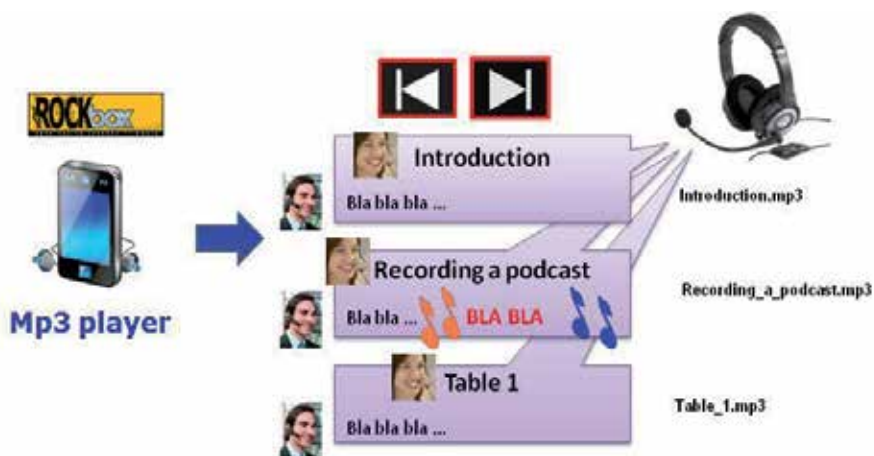 ROCKbox
Mp3 player
Introduction
Bla bla bla ...
Introduction.mp3
Recording a podcast
Bla bla ... BLA BLA
Recording_a_podcast.mp3
Table 1
Bla bla bla ...
Table_1.mp3